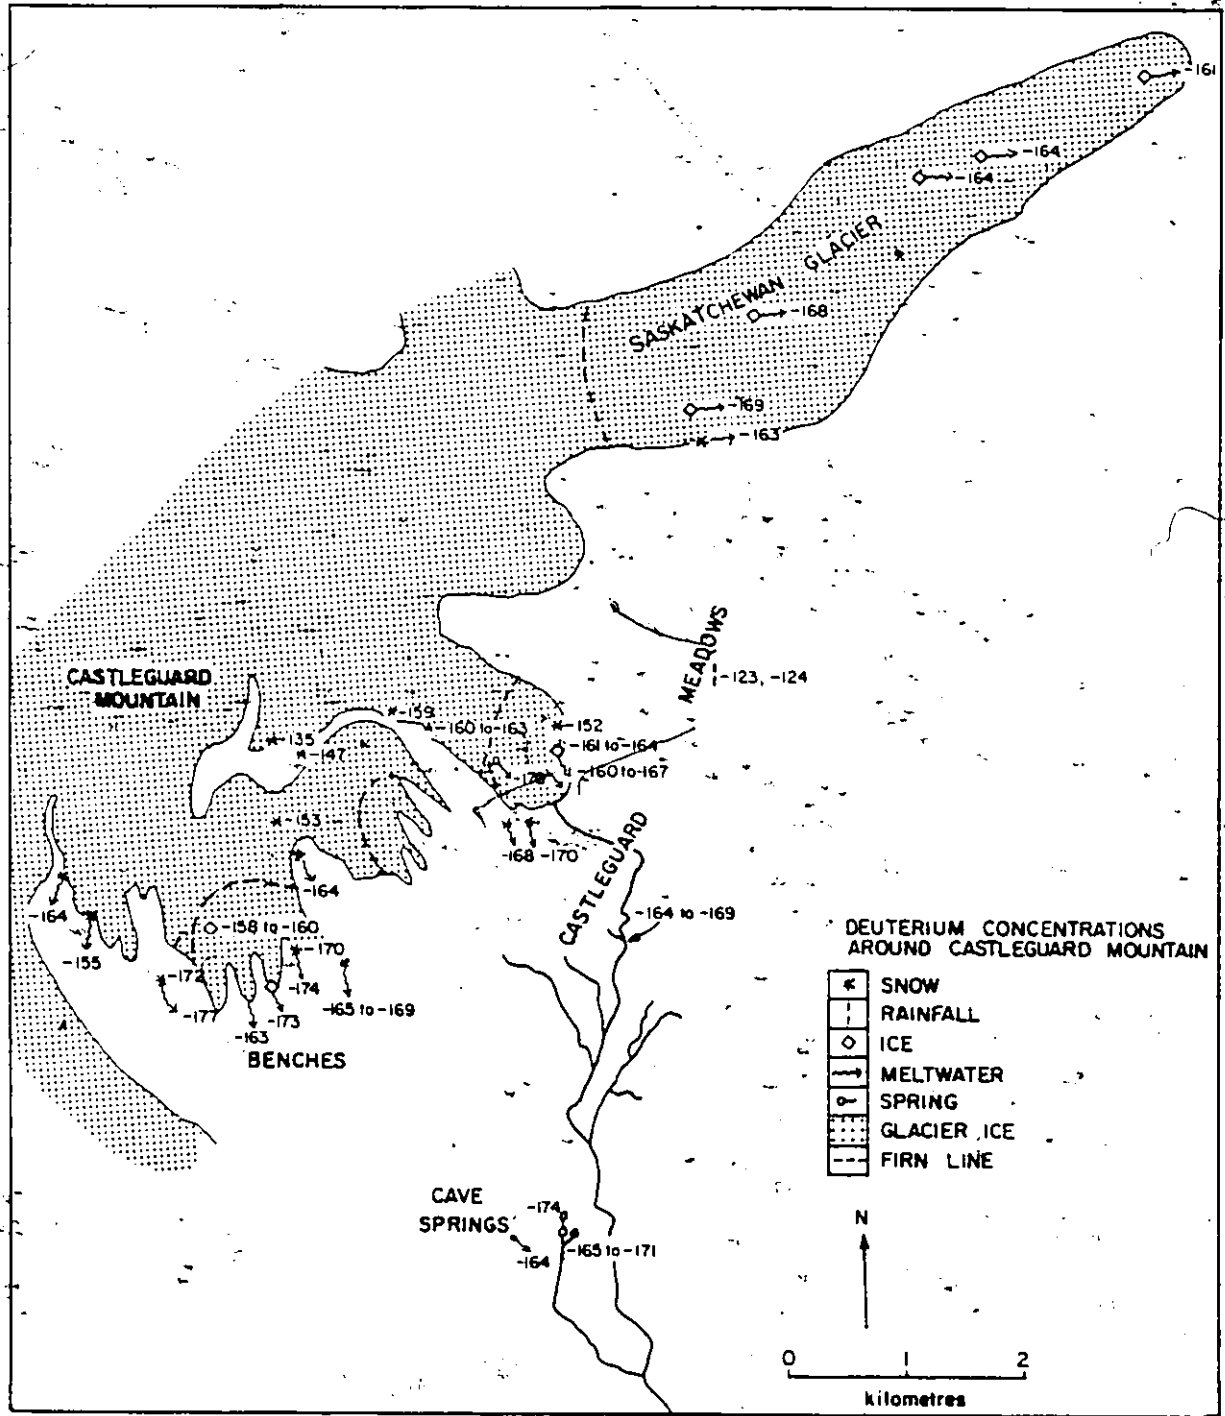 -161
-164
-164
SASKATCHEWAN GLACIER
-168
-169
-163
MEADOWS
-123, -124
CASTLEGUARD
MOUNTAIN
-159
-160 to -163
-152
-135
-147
-161 to -164
-160 to -167
-153
-168
-170
CASTLEGUARD
-164
-164
-158 to -160
-164 to -169
-155
-172
-170
-174
-177
-165 to -169
-163
-173
BENCHES
DEUTERIUM CONCENTRATIONS
AROUND CASTLEGUARD MOUNTAIN
SNOW
RAINFALL
ICE
MELTWATER
SPRING
GLACIER ICE
FIRN LINE
CAVE
SPRINGS
-174
-165 to -171
-164
N
0 1 2
kilometres